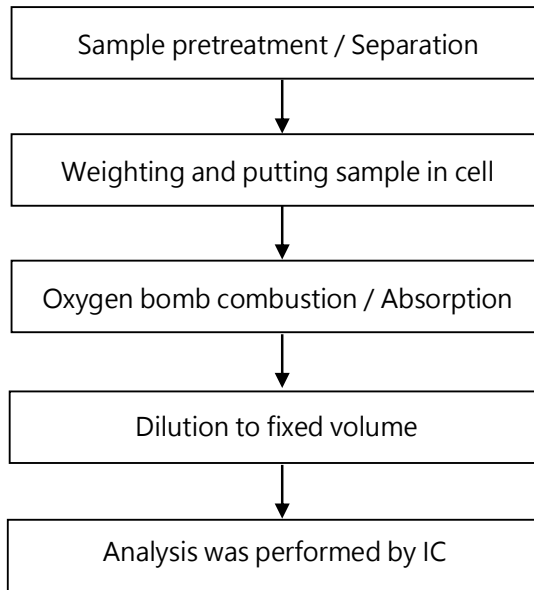 Sample pretreatment / Separation
Weighting and putting sample in cell
Oxygen bomb combustion / Absorption
Dilution to fixed volume
Analysis was performed by IC